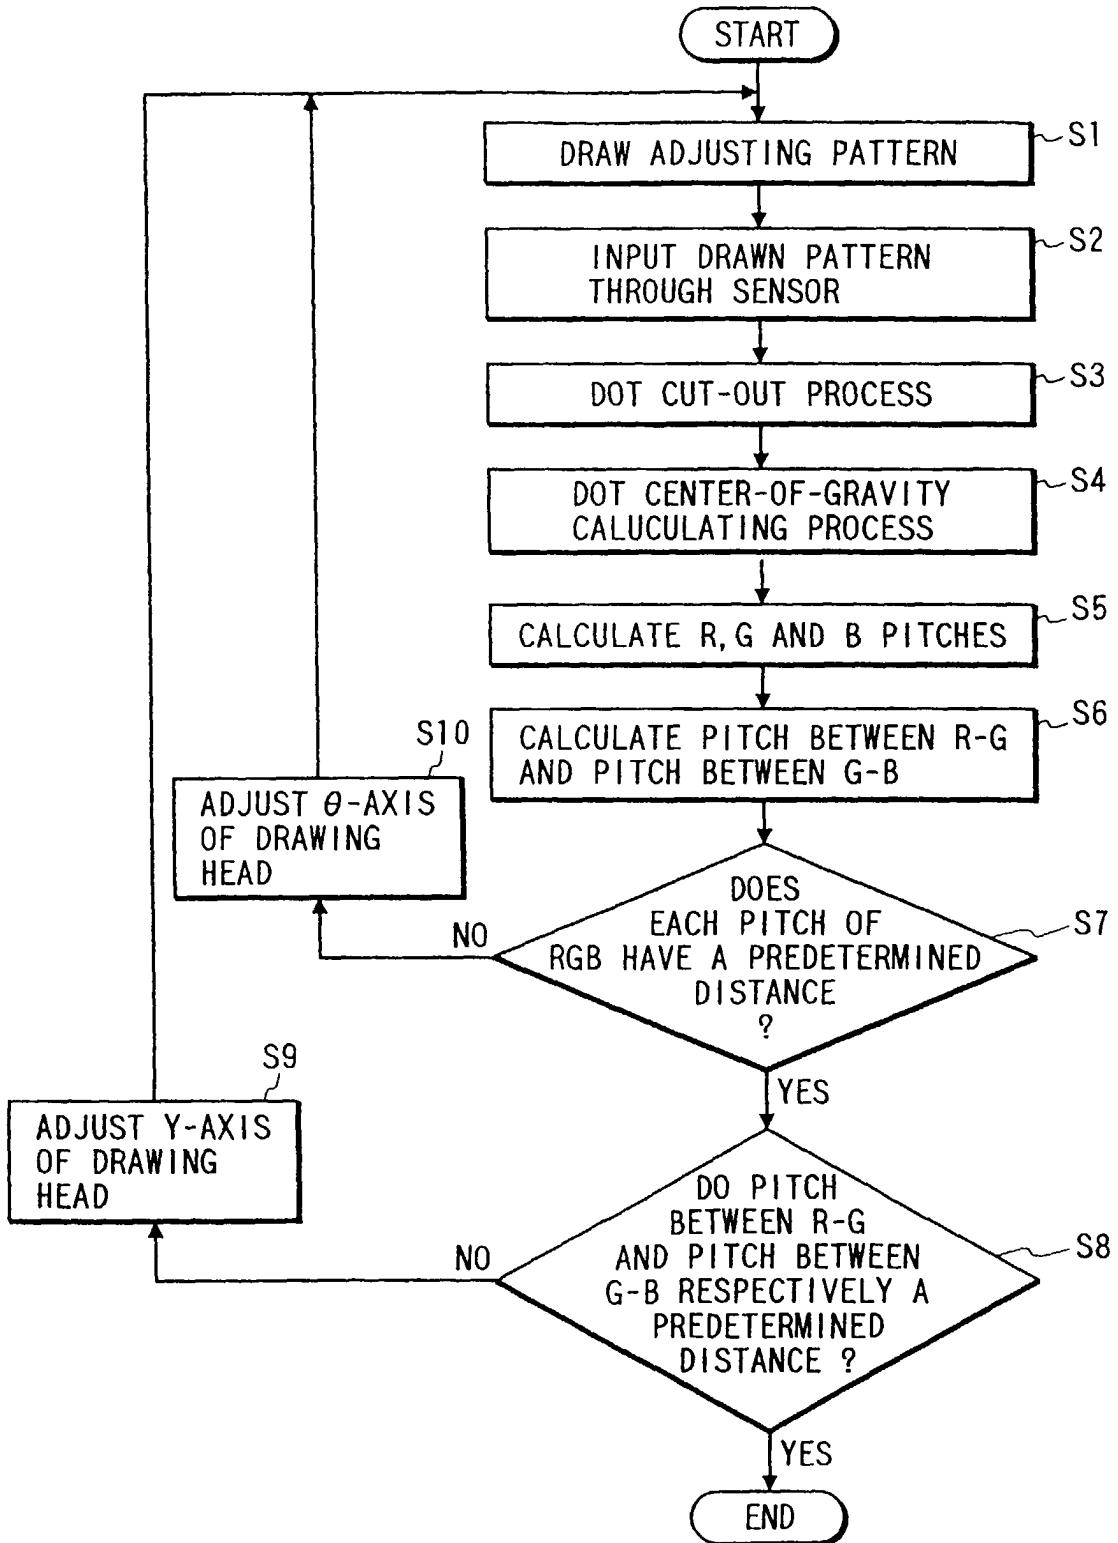 START
S1
DRAW ADJUSTING PATTERN
S2
INPUT DRAWN PATTERN
THROUGH SENSOR
S3
DOT CUT-OUT PROCESS
S4
DOT CENTER-OF-GRAVITY
CALUCULATING PROCESS
S5
CALCULATE R, G AND B PITCHES
S6
CALCULATE PITCH BETWEEN R-G
AND PITCH BETWEEN G-B
S10
ADJUST θ-AXIS
OF DRAWING
HEAD
DOES
EACH PITCH OF
RGB HAVE A PREDETERMINED
DISTANCE
?
S7
NO
YES
S9
ADJUST Y-AXIS
OF DRAWING
HEAD
DO PITCH
BETWEEN R-G
AND PITCH BETWEEN
G-B RESPECTIVELY A
PREDETERMINED
DISTANCE ?
S8
NO
YES
END